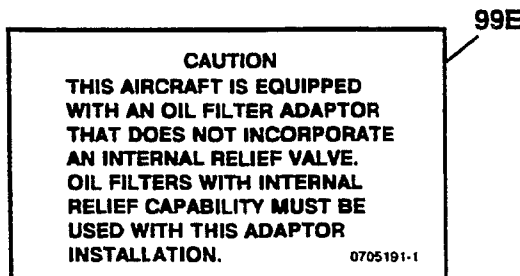 99E
CAUTION
THIS AIRCRAFT IS EQUIPPED
WITH AN OIL FILTER ADAPTOR
THAT DOES NOT INCORPORATE
AN INTERNAL RELIEF VALVE.
OIL FILTERS WITH INTERNAL
RELIEF CAPABILITY MUST BE
USED WITH THIS ADAPTOR
INSTALLATION. 0705191-1